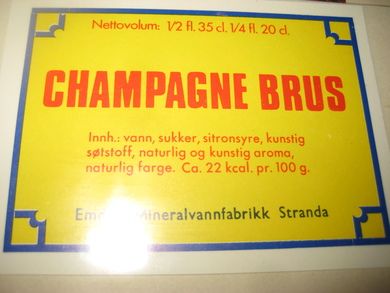 Nettovolum: 1/2 fl. 35 cl. 1/4 fl. 20 cl.
CHAMPAGNE BRUS
Innh.: vann, sukker, sitronsyre, kunstig
søtstoff, naturlig og kunstig aroma,
naturlig farge. Ca. 22 kcal. pr. 100 g.
Mineralvannfabrikk Stranda